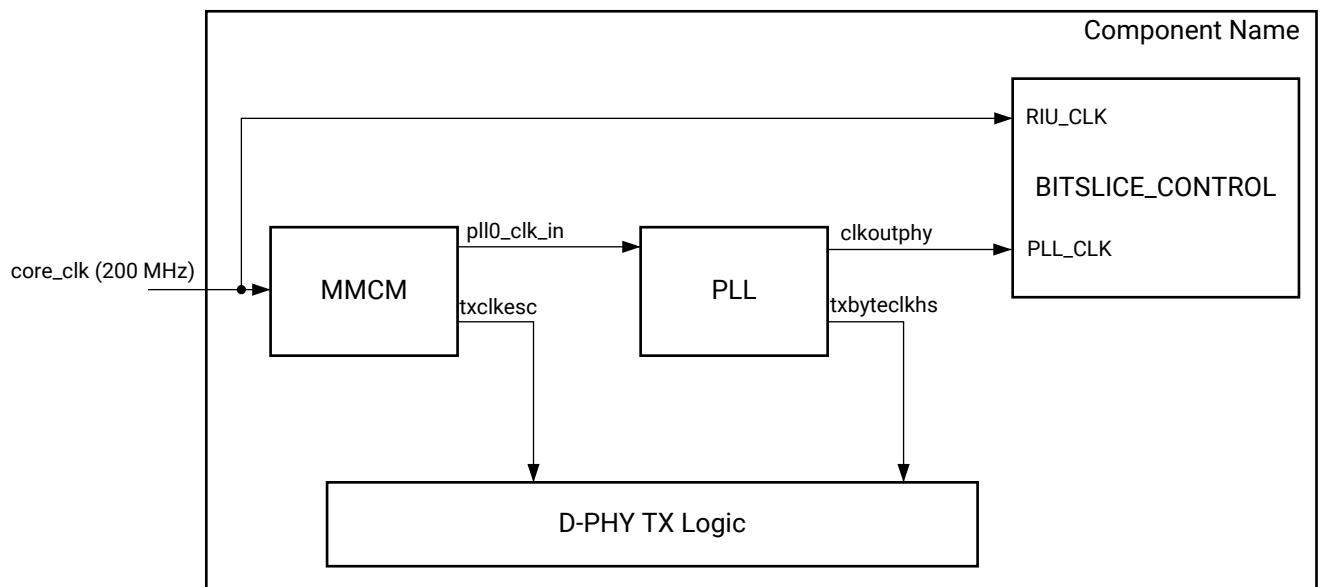 Component Name
RIU_CLK
BITSLICE_CONTROL
pll0_clk_in
clkoutphy
PLL_CLK
core_clk (200 MHz)
MMCM
PLL
txclkesc
txbyteclkhs
D-PHY TX Logic